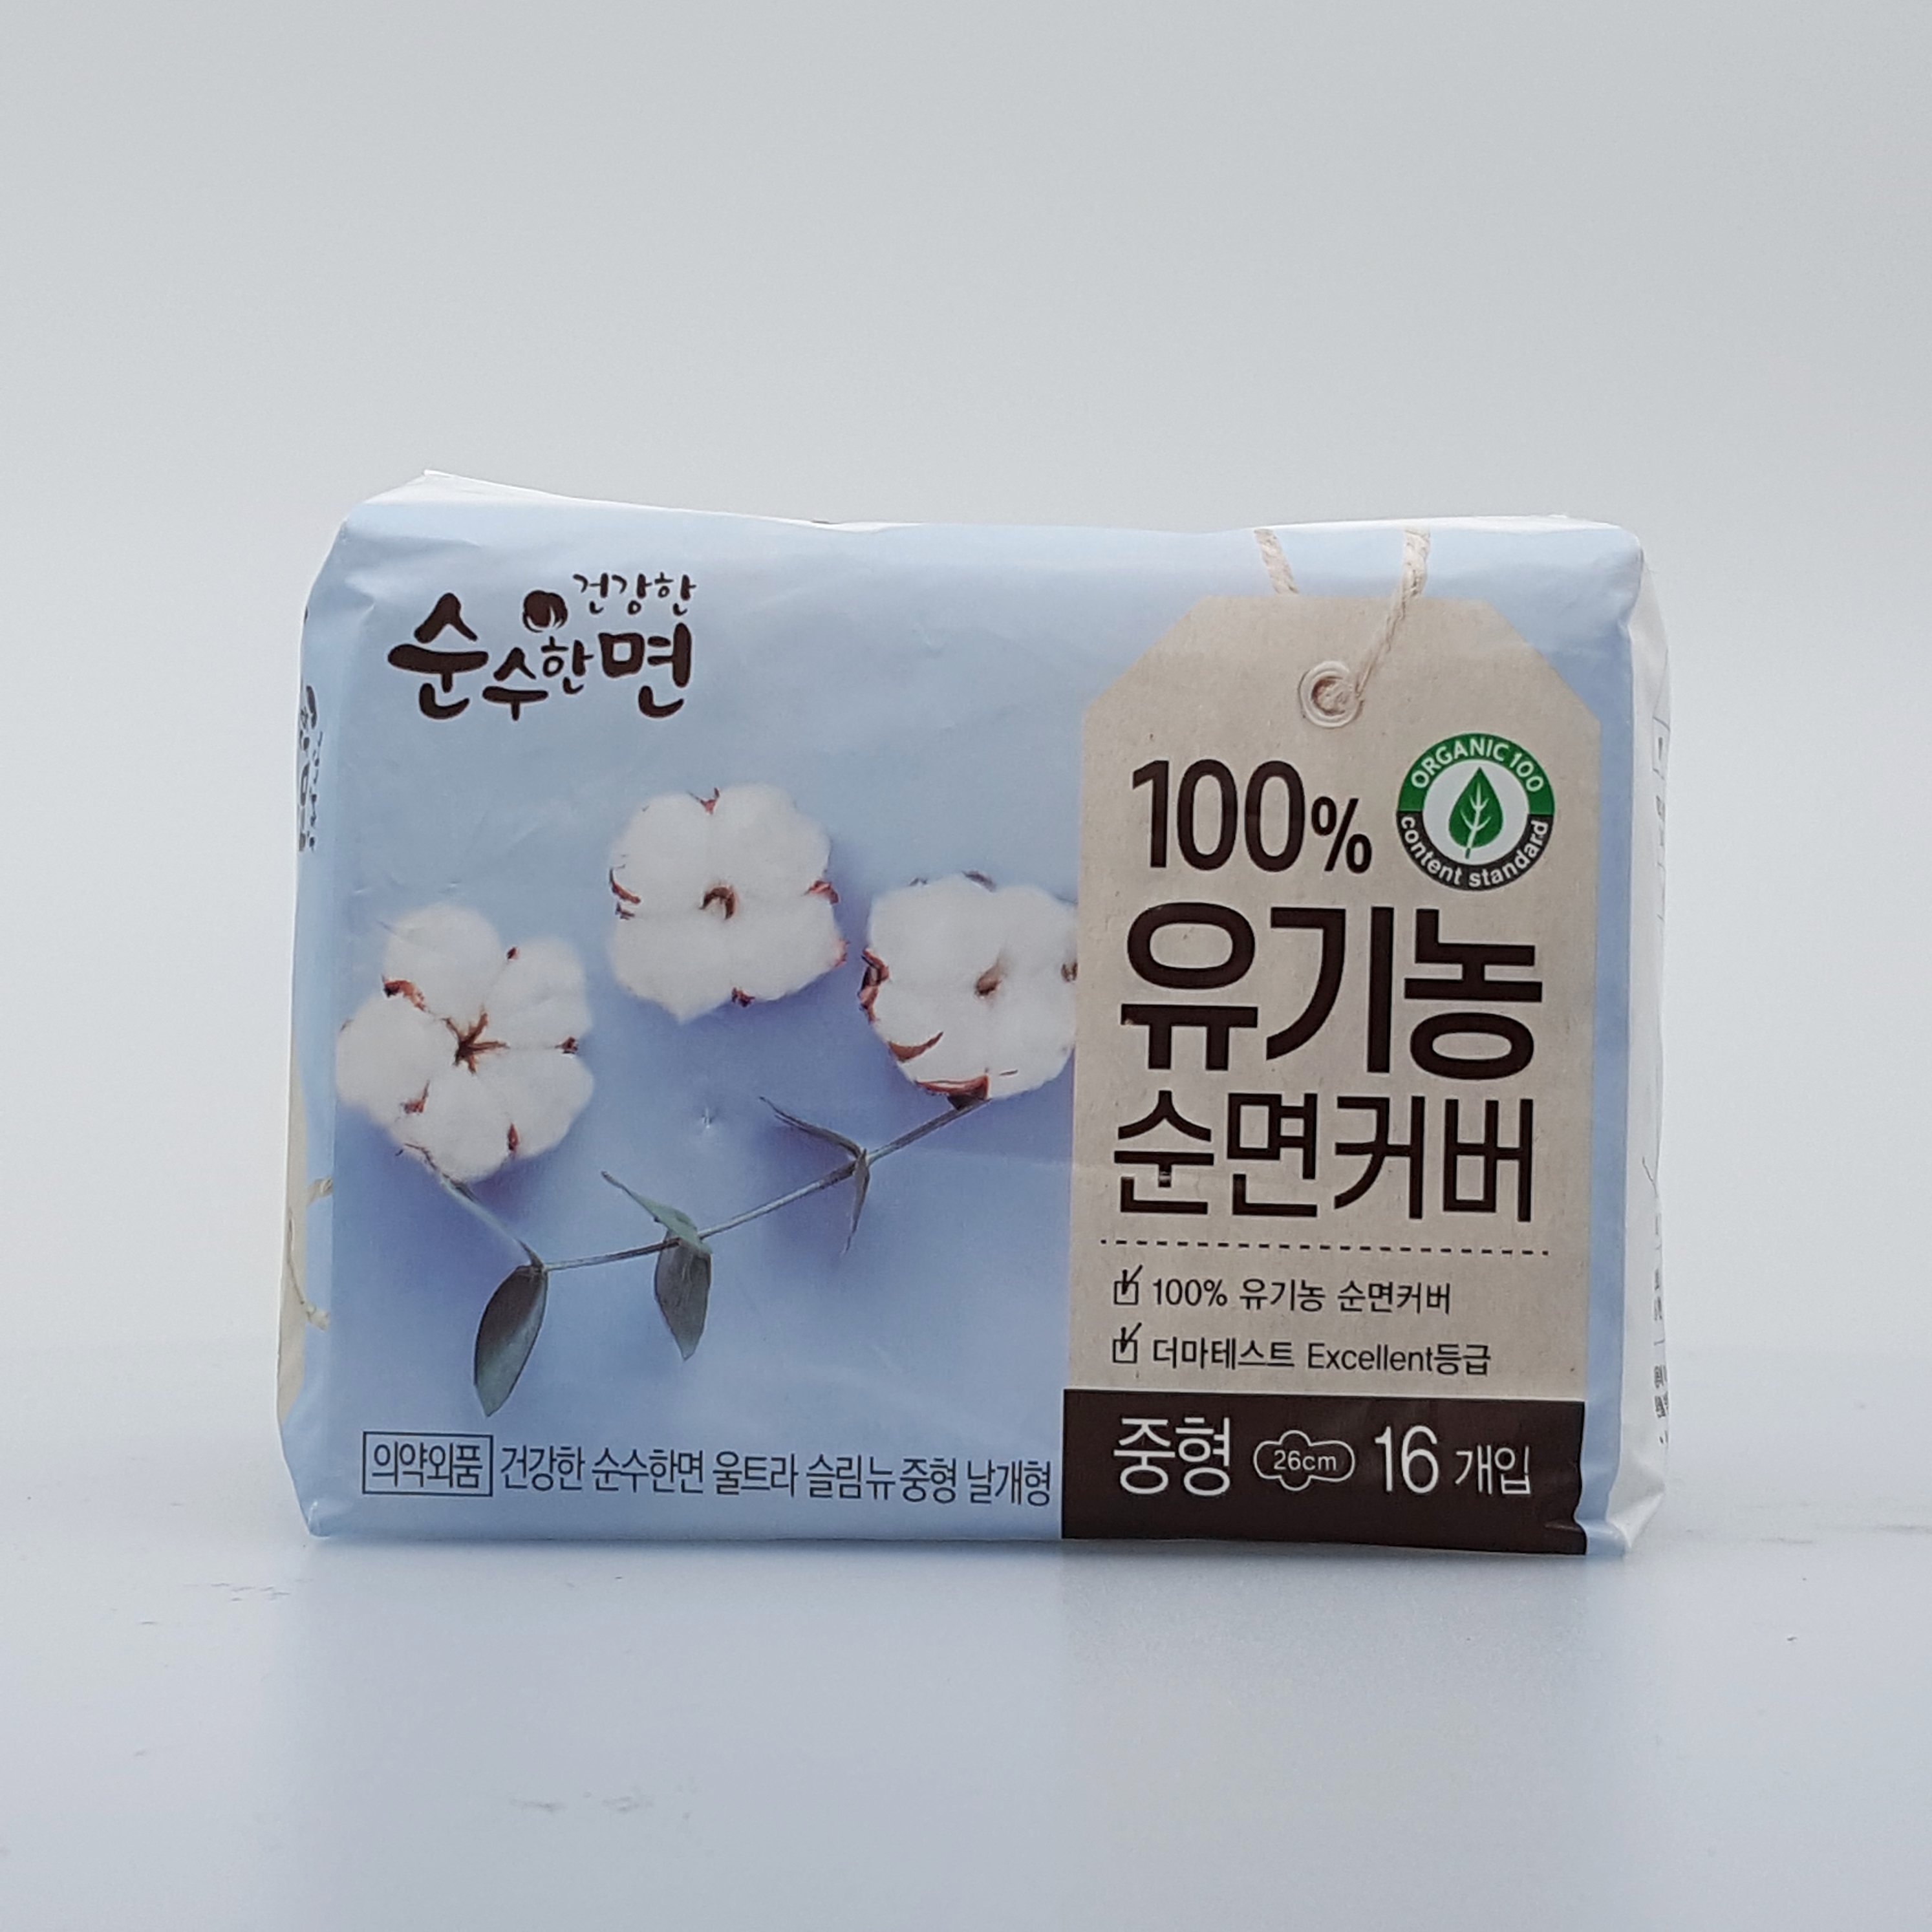 건강한
순수한면
100%
ORGANIC 100
content standard
유기농
순면커버
100% 유기농 순면커버
더마테스트 Excellent등급
중형 26cm 16 개입
의약외품 건강한 순수한면 울트라 슬림뉴 중형 날개형